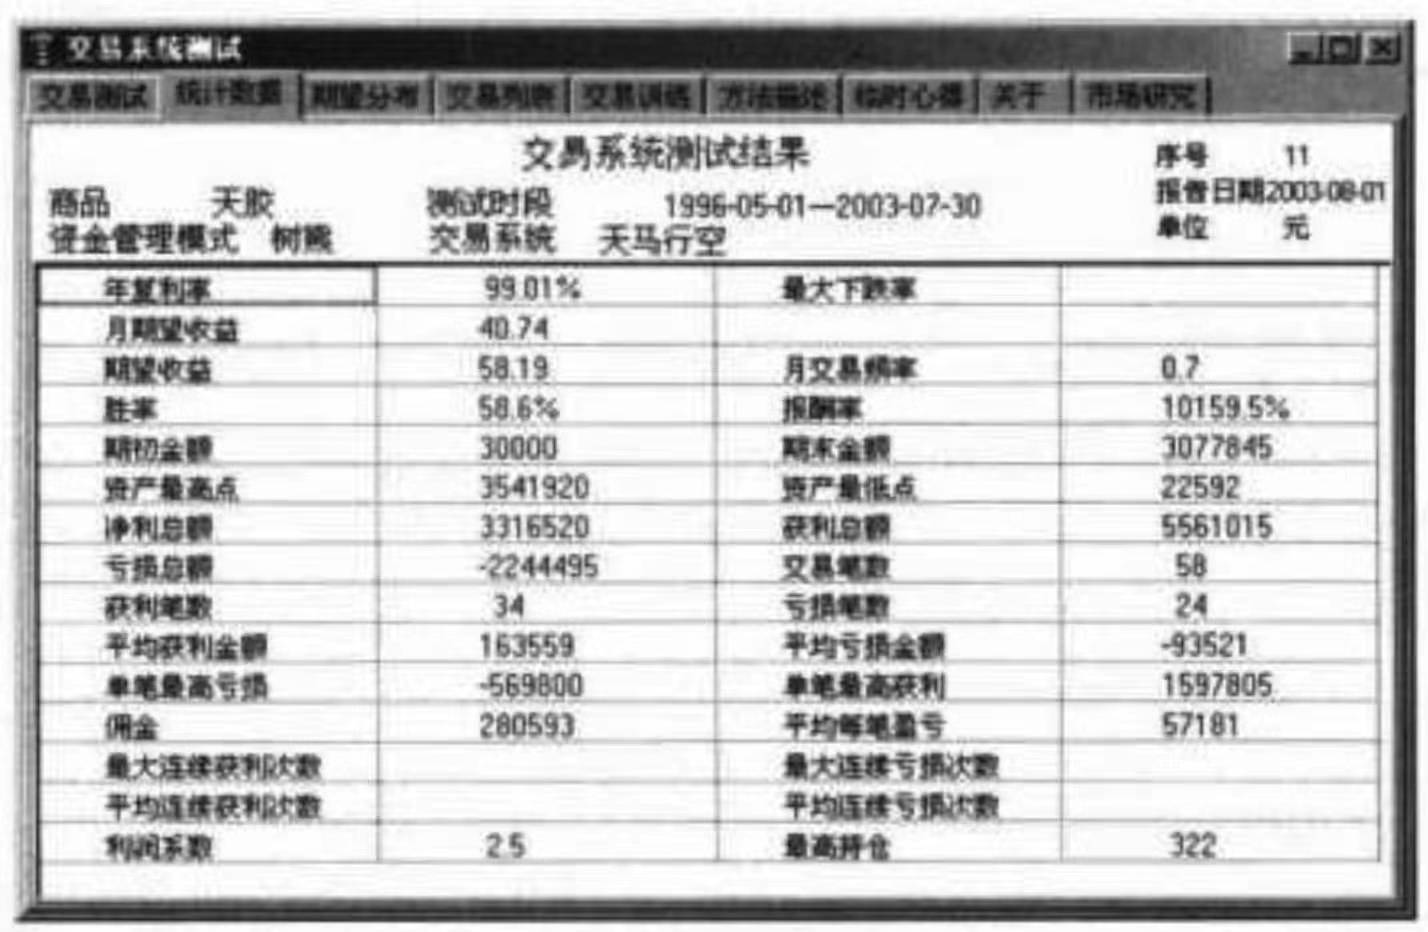 交易系统测试
交易测试 统计数据 期望分布 交易列表 交易训练 方法描述 临时心得 关于 市场研究
交易系统测试结果
序号 11
报告日期2003-08-01
单位 元
商品 天胶 测试时段 1996-05-01—2003-07-30
资金管理模式 树熊 交易系统 天马行空
年复利率 99.01% 最大下跌率
月期望收益 40.74
期望收益 58.19 月交易频率 0.7
胜率 58.6% 报酬率 10159.5%
期初金额 30000 期末金额 3077845
资产最高点 3541920 资产最低点 22592
净利总额 3316520 获利总额 5561015
亏损总额 -2244495 交易笔数 58
获利笔数 34 亏损笔数 24
平均获利金额 163559 平均亏损金额 -93521
单笔最高亏损 -569800 单笔最高获利 1597805
佣金 280593 平均每笔盈亏 57181
最大连续获利次数 最大连续亏损次数
平均连续获利次数 平均连续亏损次数
利润系数 2.5 最高持仓 322